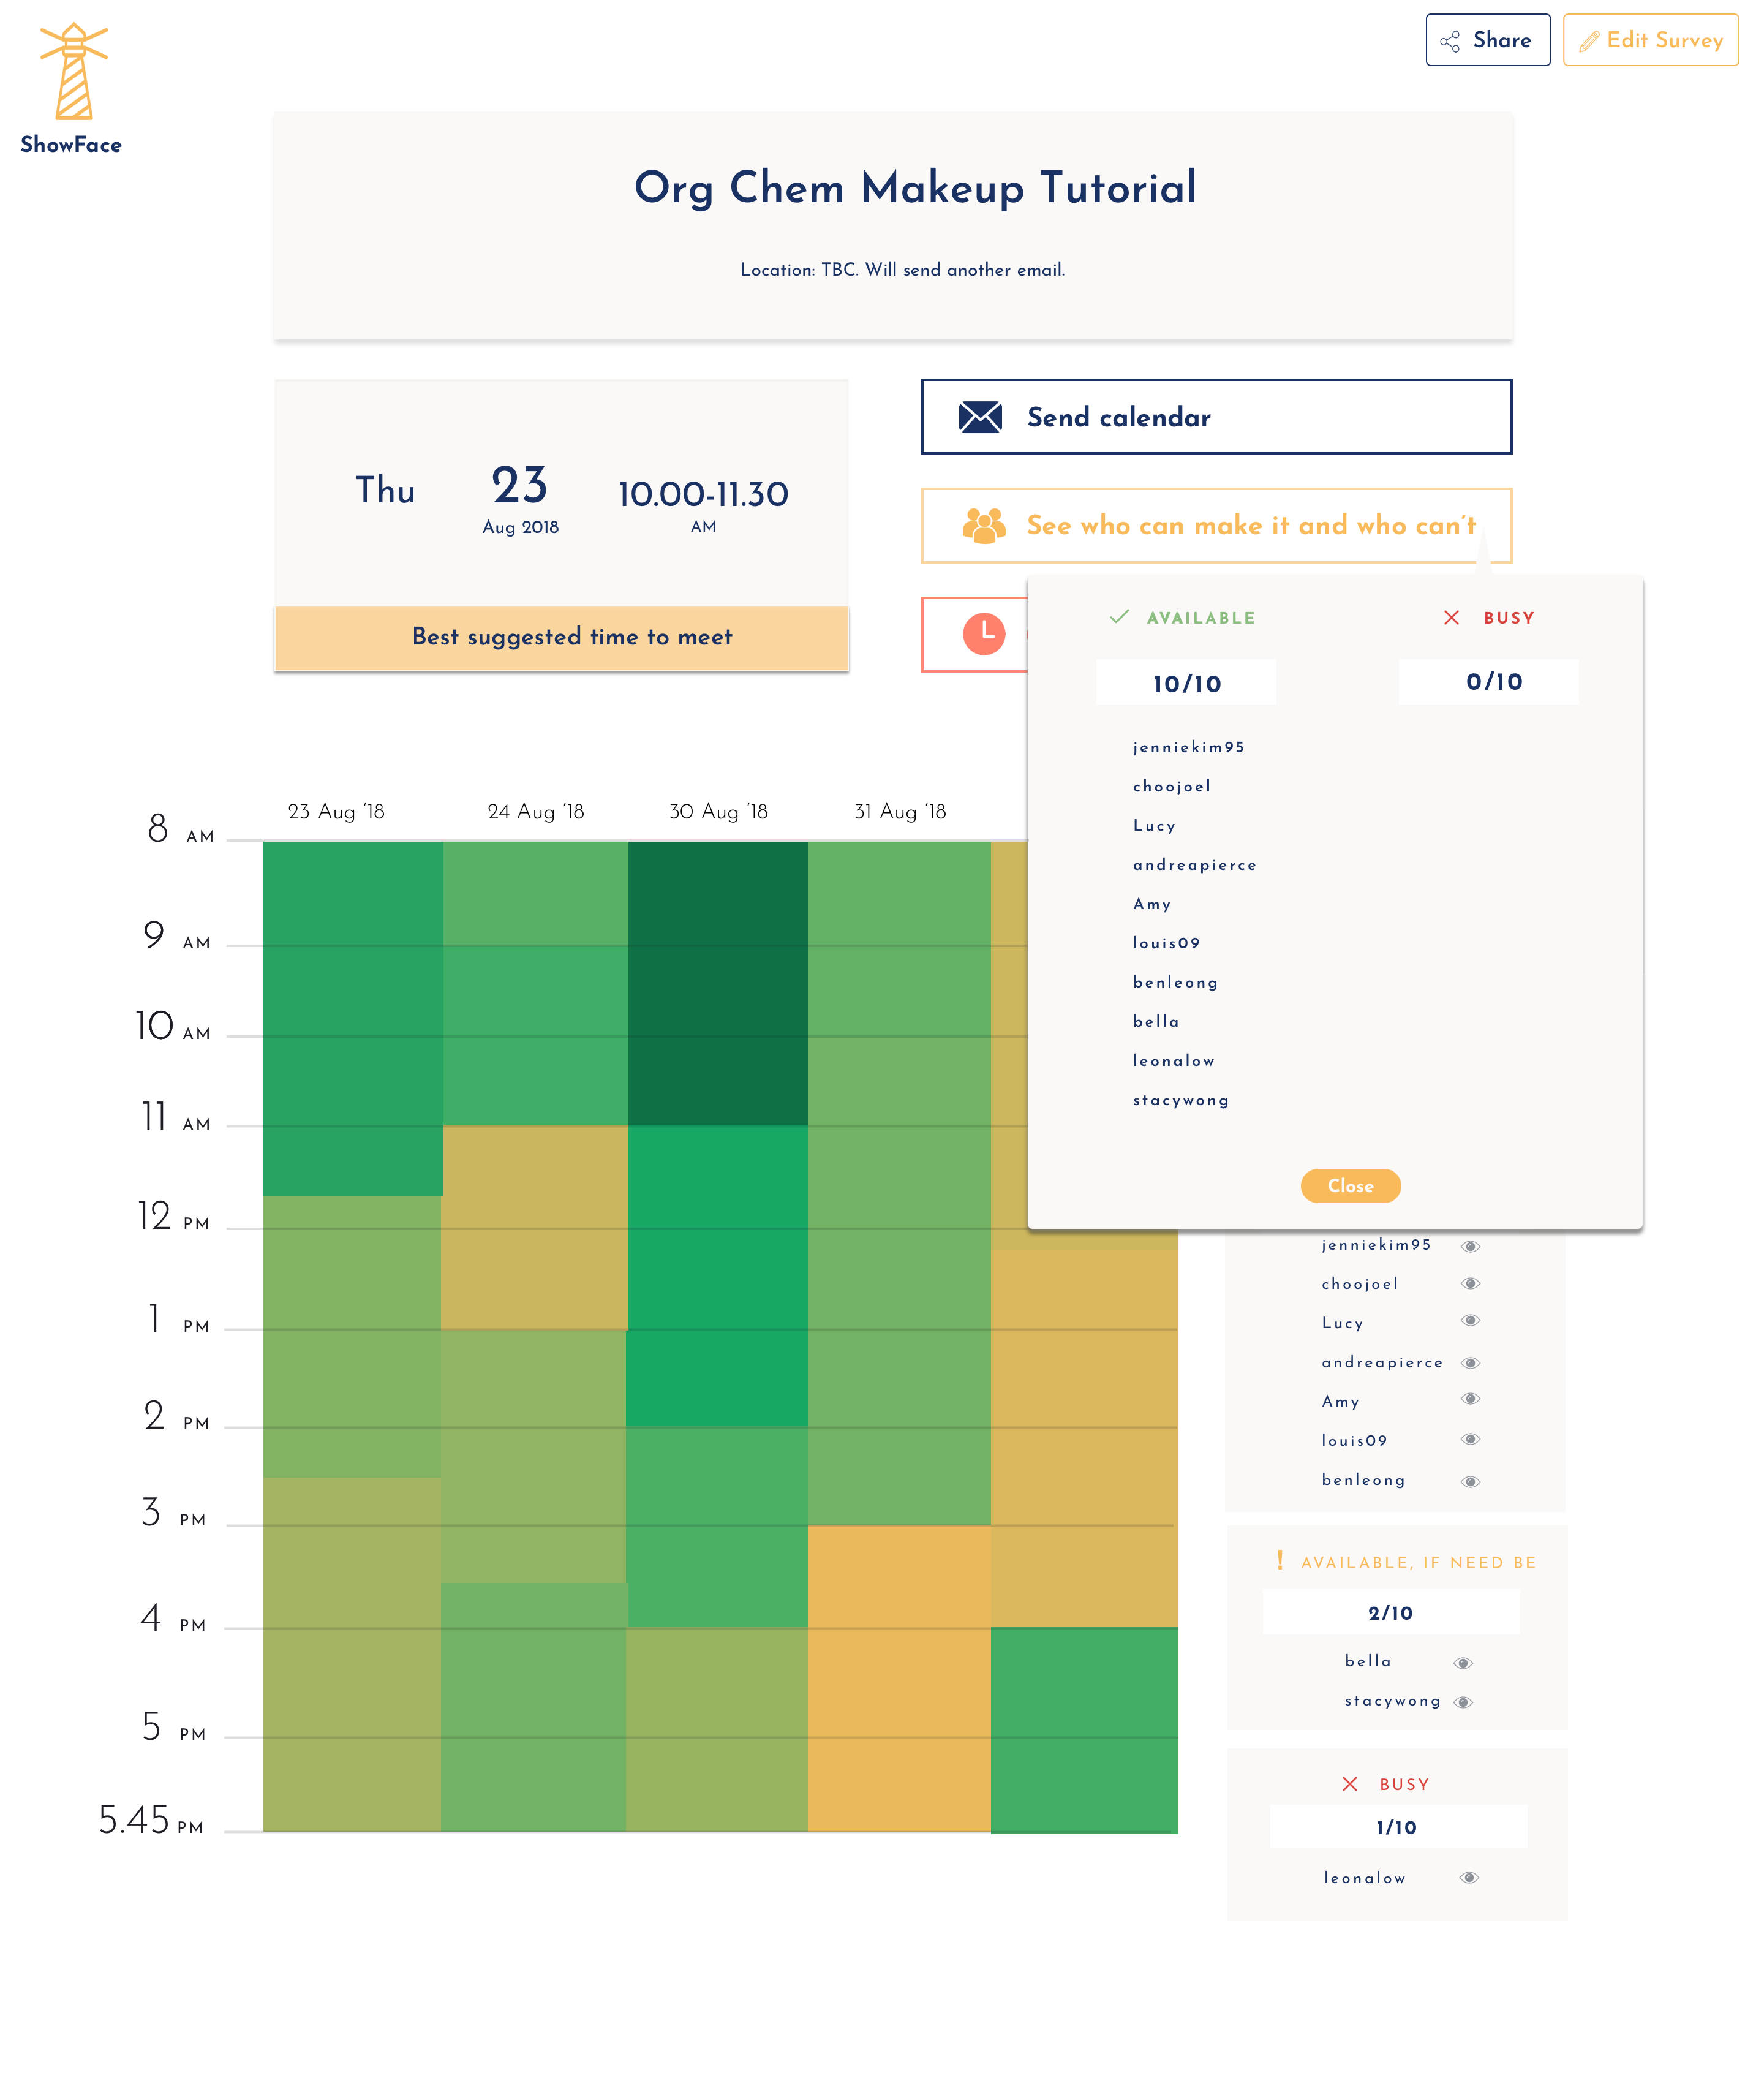 ShowFace
Share
Edit Survey
Org Chem Makeup Tutorial
Location: TBC. Will send another email.
Thu
23
Aug 2018
10.00-11.30
AM
Best suggested time to meet
Send calendar
See who can make it and who can't
AVAILABLE
BUSY
10/10
0/10
jenniekim95
choojoel
Lucy
andreapierce
Amy
louis09
benleong
bella
leonalow
stacywong
Close
23 Aug '18
24 Aug '18
30 Aug '18
31 Aug '18
8 AM
9 AM
10 AM
11 AM
12 PM
1 PM
2 PM
3 PM
4 PM
5 PM
5.45 PM
jenniekim95
choojoel
Lucy
andreapierce
Amy
louis09
benleong
! AVAILABLE, IF NEED BE
2/10
bella
stacywong
BUSY
1/10
leonalow